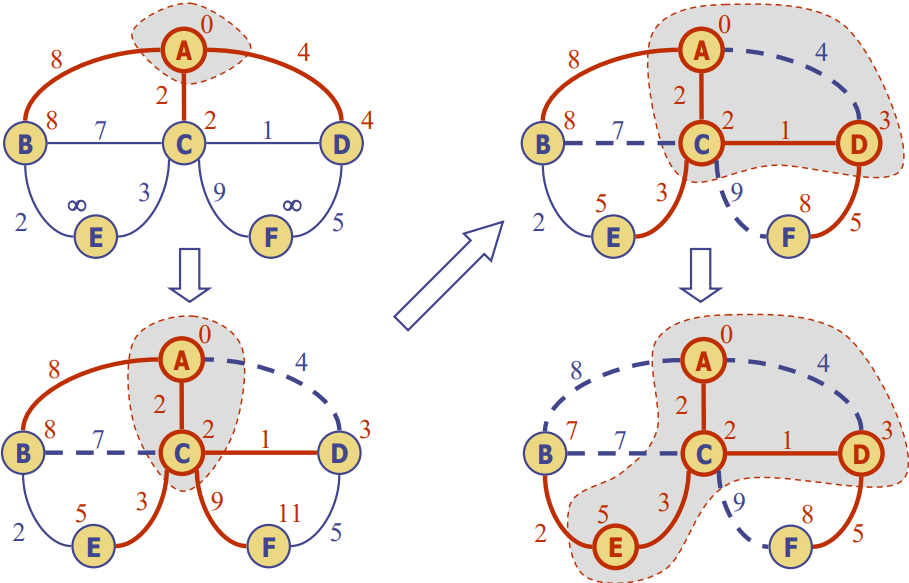 0
8 A 4
2
8 2 4
B 7 C 1 D
∞ 3 9 ∞
2 E F 5
0
8 A 4
2
8 2 3
B 7 C 1 D
5 3 9 8
2 E F 5
0
8 A 4
2
8 2 3
B 7 C 1 D
5 3 9 11
2 E F 5
0
8 A 4
2
7 2 3
B 7 C 1 D
5 3 9 8
2 E F 5